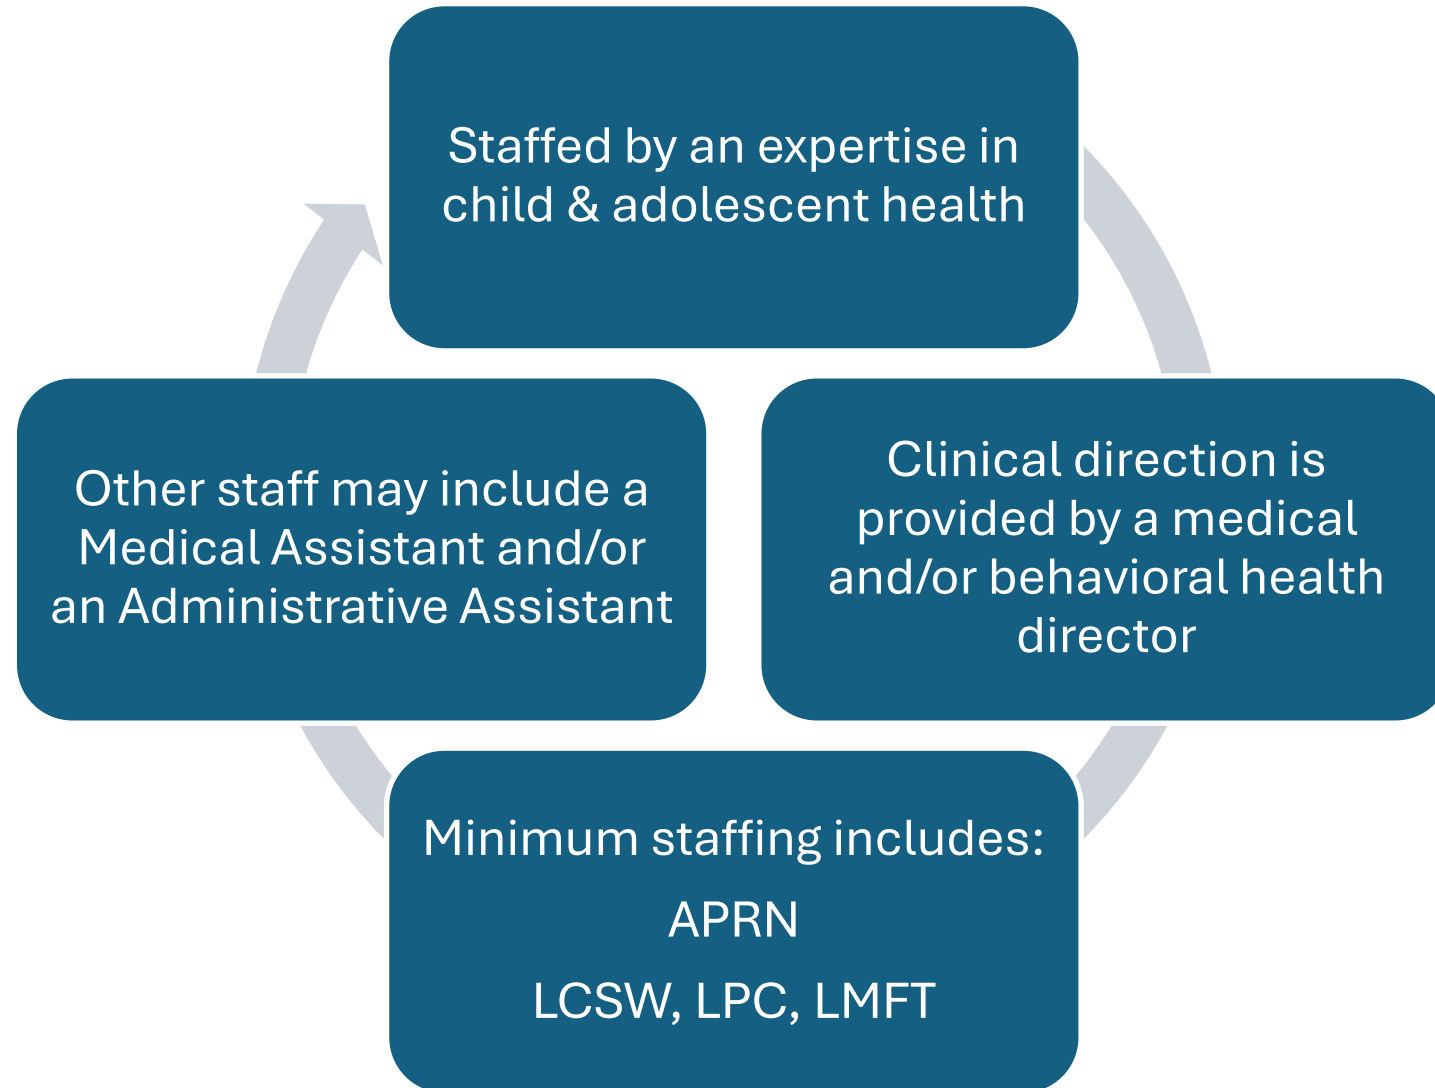 Staffed by an expertise in
child & adolescent health
Clinical direction is
provided by a medical
and/or behavioral health
director
Minimum staffing includes:
APRN
LCSW, LPC, LMFT
Other staff may include a
Medical Assistant and/or
an Administrative Assistant